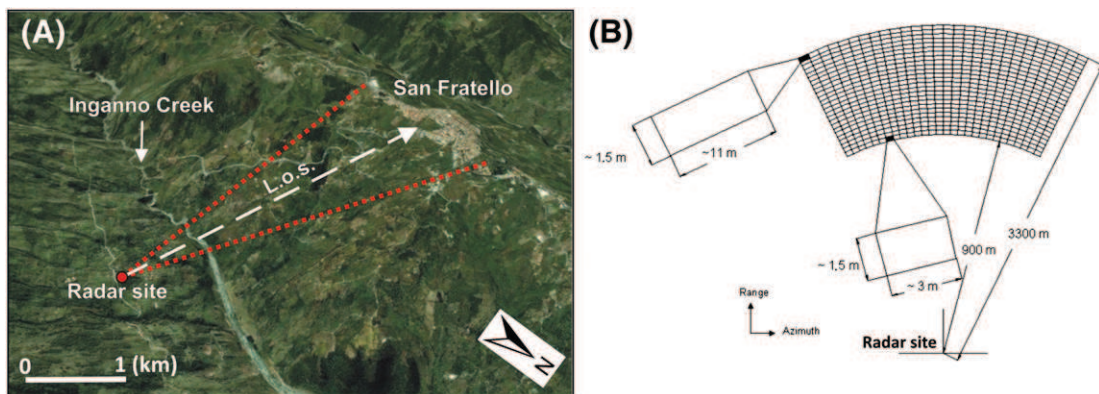 (A)
San Fratello
Inganno Creek
L.o.s.
Radar site
0 1 (km)
N
(B)
~ 1.5 m
~11 m
3300 m
900 m
~ 1,5 m
~ 3 m
Range
Azimuth
Radar site